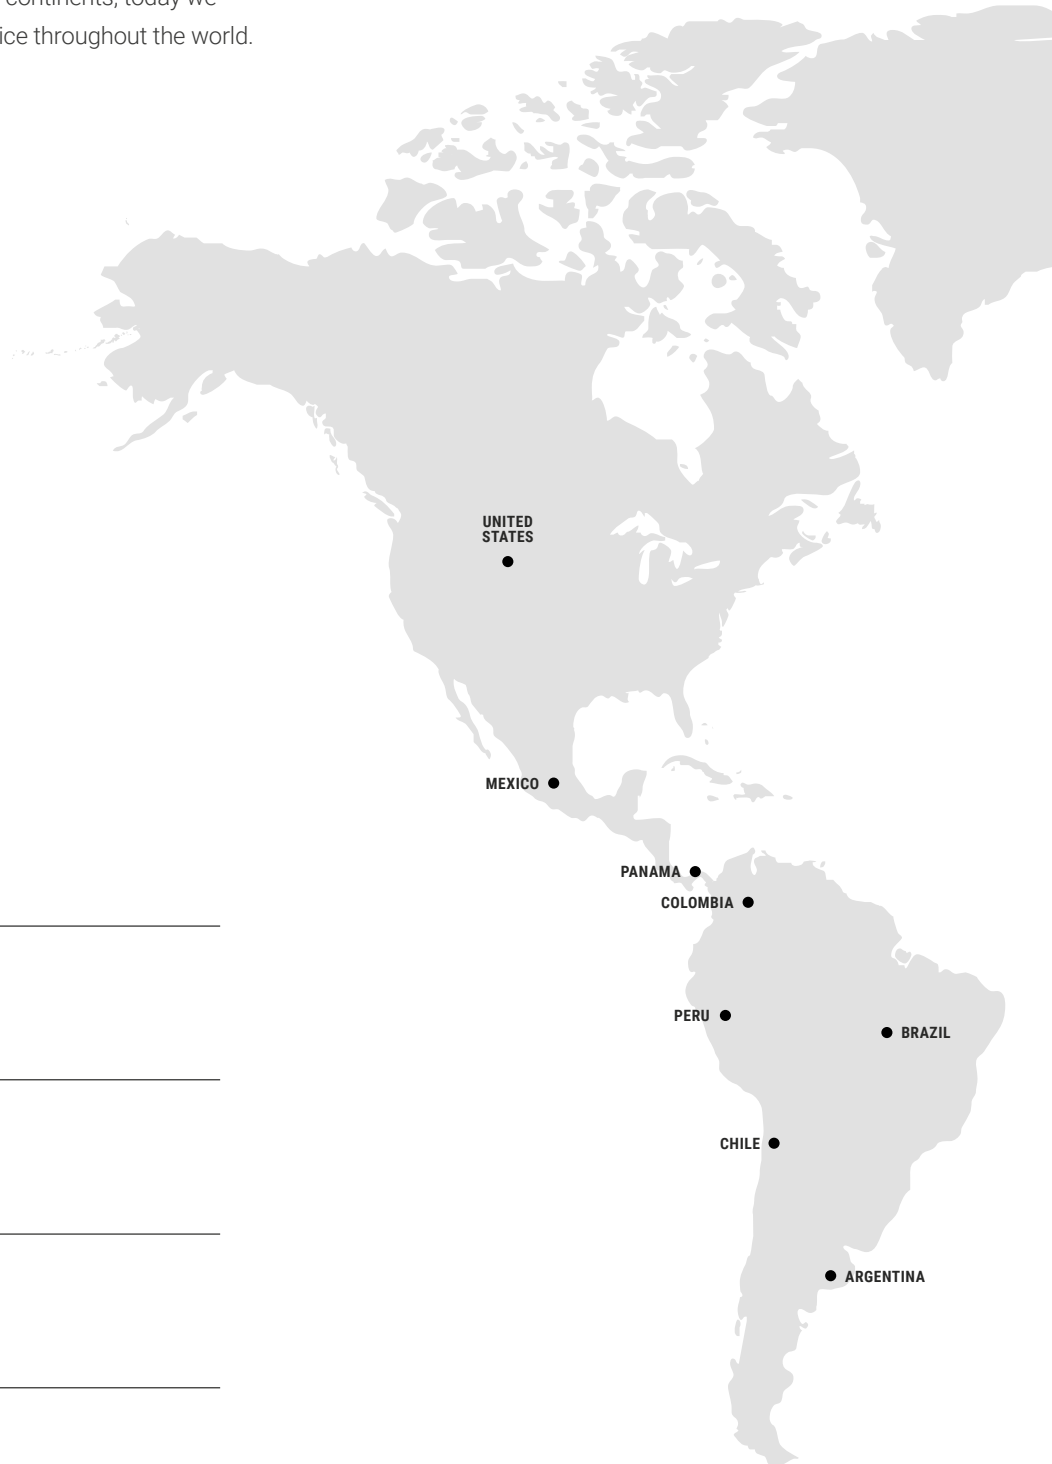 continents, today we
ice throughout the world.
UNITED
STATES
MEXICO
PANAMA
COLOMBIA
PERU
BRAZIL
CHILE
ARGENTINA